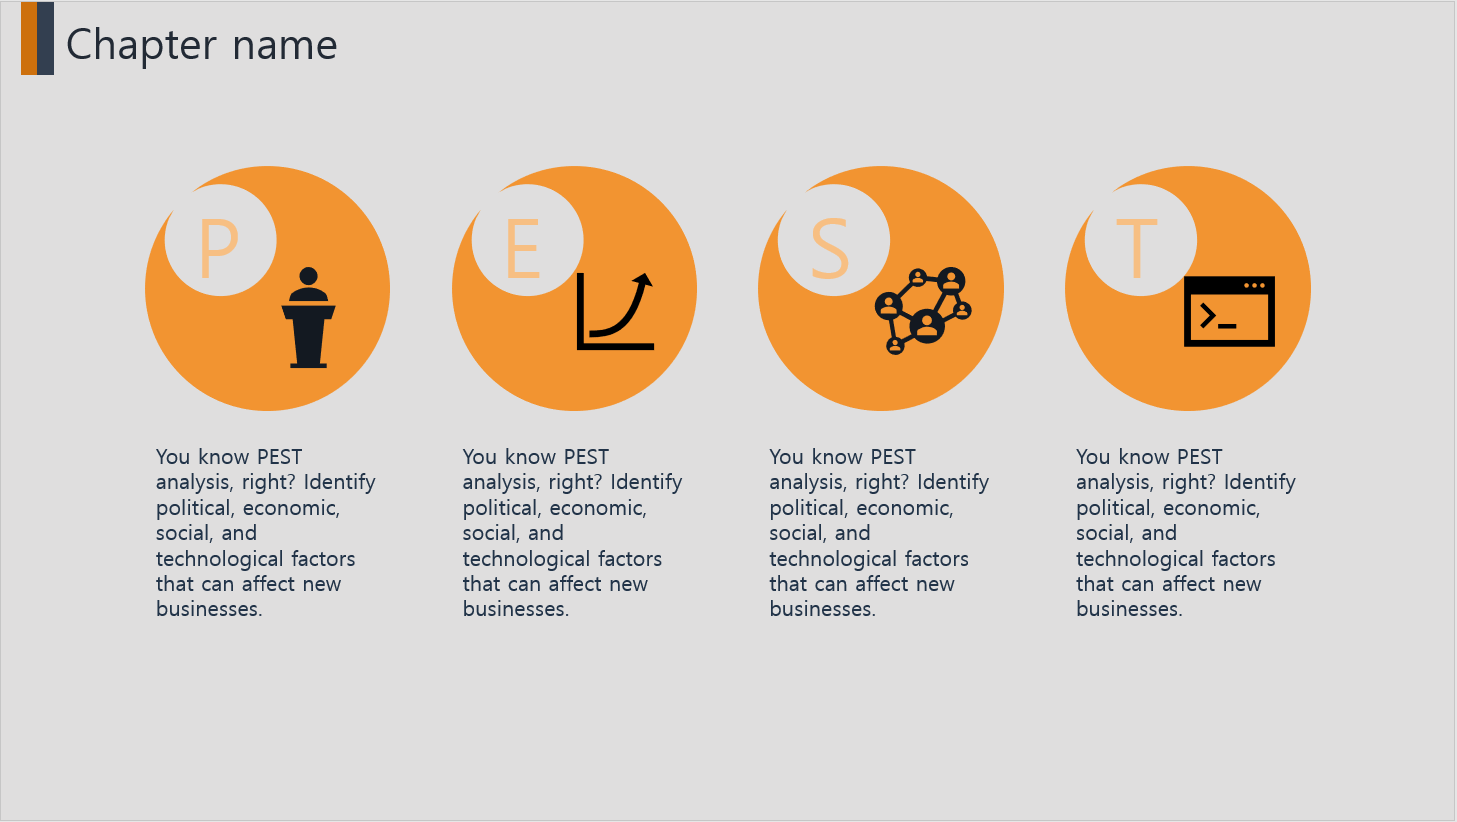 Chapter name
P
You know PEST
analysis, right? Identify
political, economic,
social, and
technological factors
that can affect new
businesses.
E
You know PEST
analysis, right? Identify
political, economic,
social, and
technological factors
that can affect new
businesses.
S
You know PEST
analysis, right? Identify
political, economic,
social, and
technological factors
that can affect new
businesses.
T
You know PEST
analysis, right? Identify
political, economic,
social, and
technological factors
that can affect new
businesses.